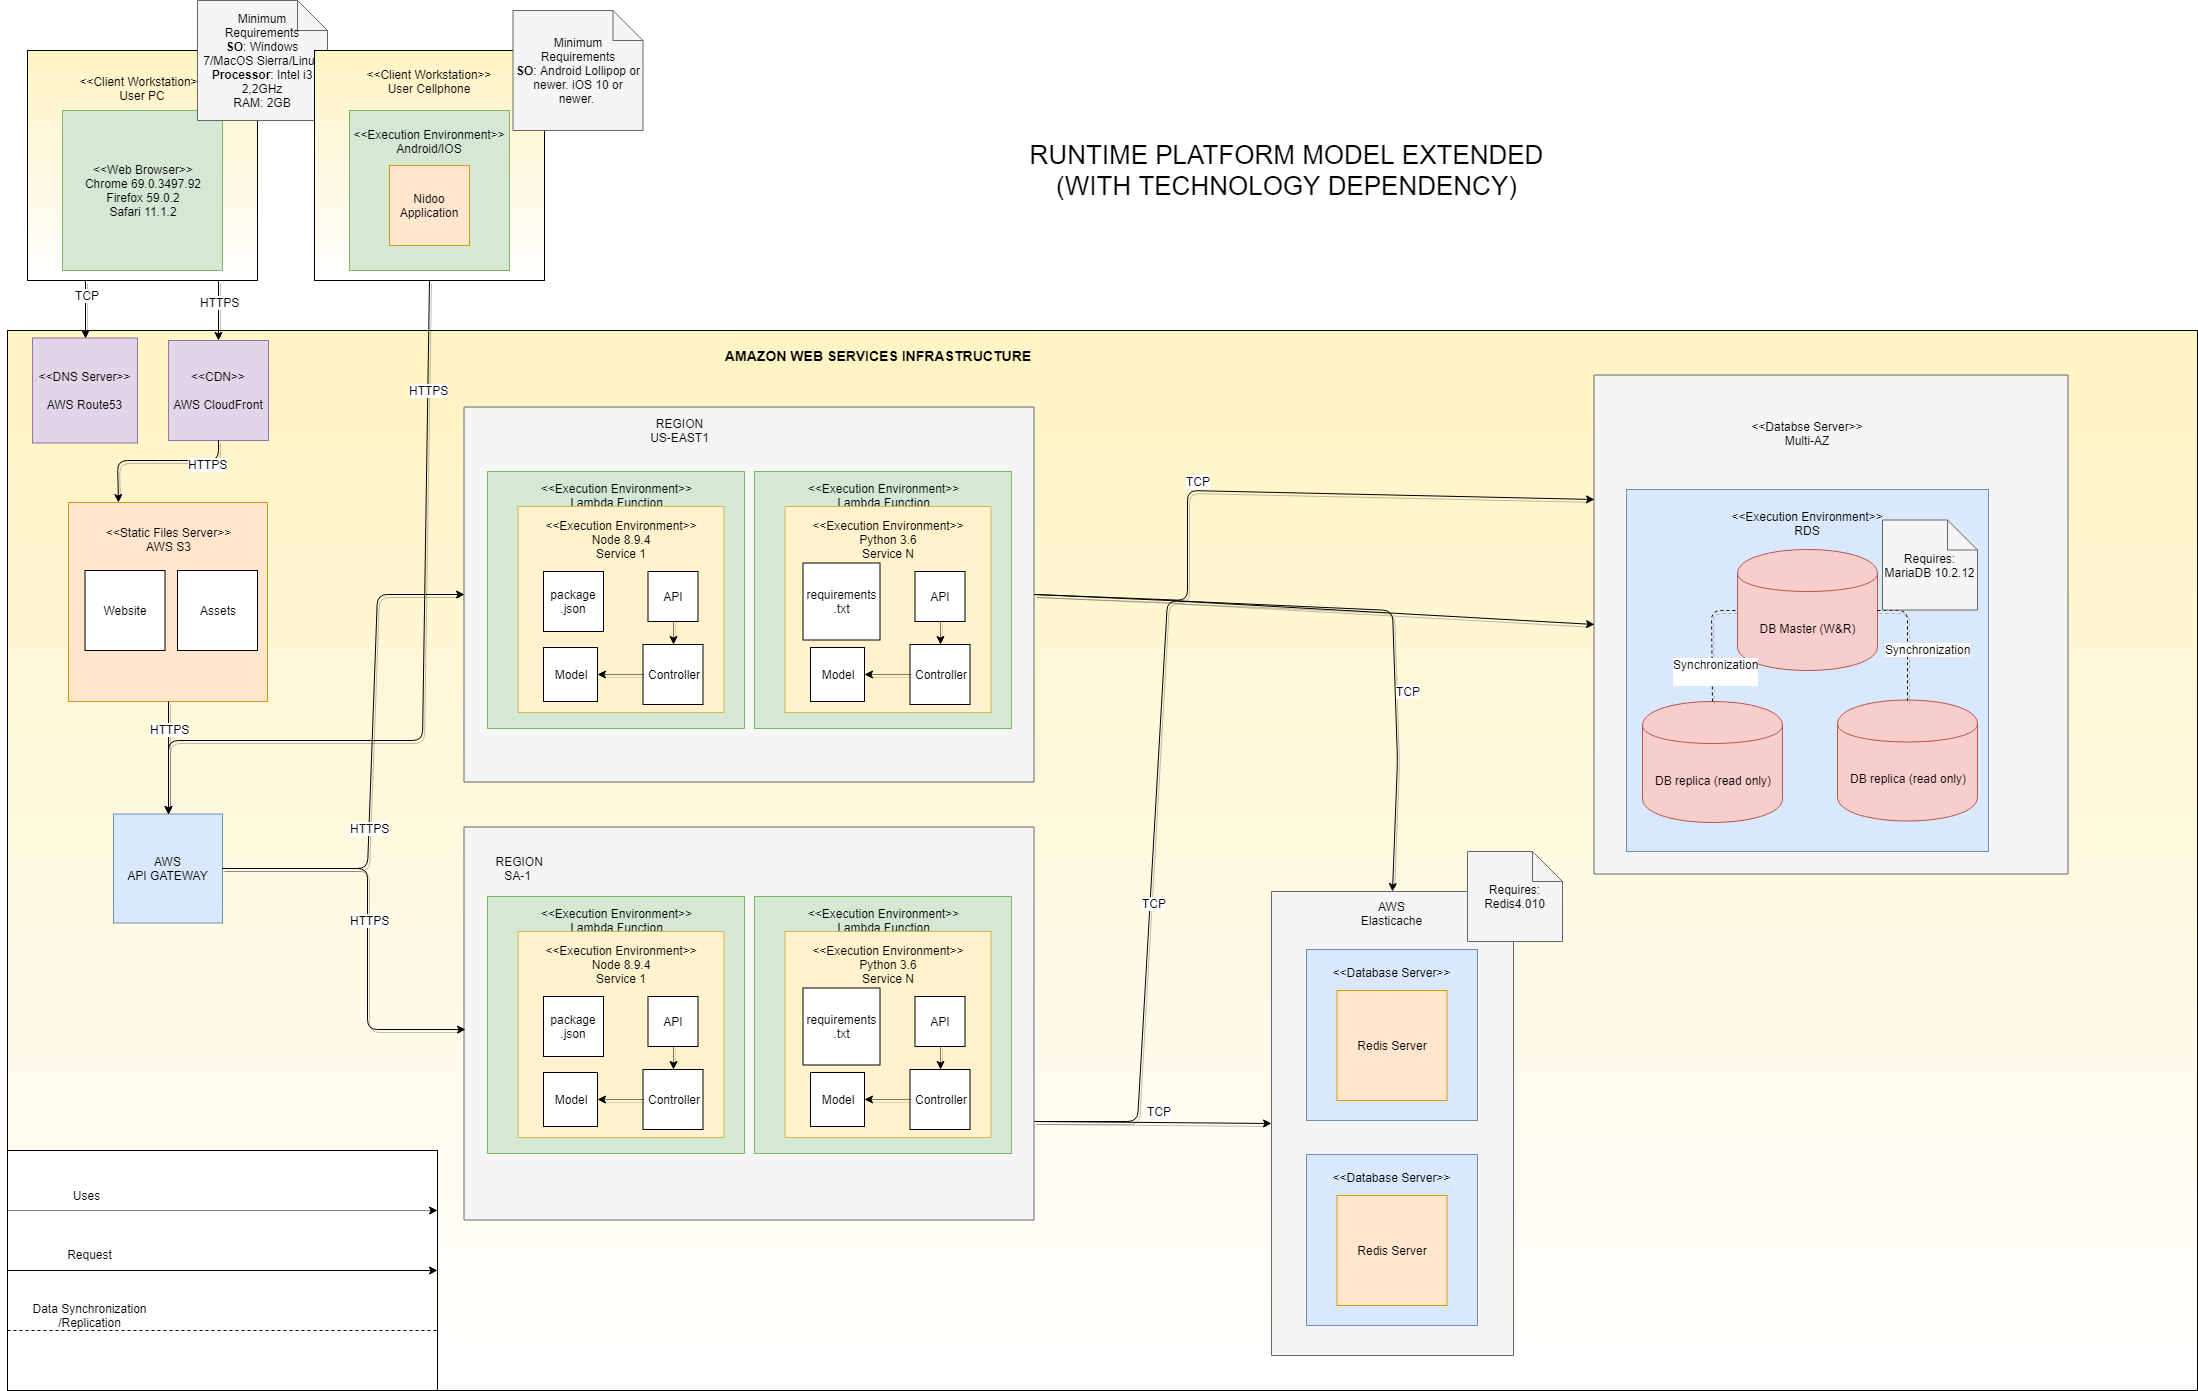 Minimum
Requirements
SO: Windows
7/MacOS Sierra/Linu
Processor: Intel i3
2,2GHz
RAM: 2GB
<<Client Workstation>
User PC
<<Web Browser>>
Chrome 69.0.3497.92
Firefox 59.0.2
Safari 11.1.2
<<Client Workstation>>
User Cellphone
<<Execution Environment>>
Android/IOS
Nidoo
Application
Minimum
Requirements
SO: Android Lollipop or
newer. iOS 10 or
newer.
RUNTIME PLATFORM MODEL EXTENDED
(WITH TECHNOLOGY DEPENDENCY)
TCP
HTTPS
HTTPS
AMAZON WEB SERVICES INFRASTRUCTURE
<<DNS Server>>
AWS Route53
<<CDN>>
AWS CloudFront
HTTPS
<<Static Files Server>>
AWS S3
Website
Assets
HTTPS
AWS
API GATEWAY
HTTPS
HTTPS
REGION
US-EAST1
<<Execution Environment>>
Lambda Function
<<Execution Environment>>
Node 8.9.4
Service 1
package
.json
API
Model
Controller
<<Execution Environment>>
Lambda Function
<<Execution Environment>>
Python 3.6
Service N
requirements
.txt
API
Model
Controller
REGION
SA-1
<<Execution Environment>>
Lambda Function
<<Execution Environment>>
Node 8.9.4
Service 1
package
.json
API
Model
Controller
<<Execution Environment>>
Lambda Function
<<Execution Environment>>
Python 3.6
Service N
requirements
.txt
API
Model
Controller
TCP
TCP
TCP
TCP
<<Databse Server>>
Multi-AZ
<<Execution Environment>>
RDS
Requires:
MariaDB 10.2.12
DB Master (W&R)
Synchronization
Synchronization
DB replica (read only)
DB replica (read only)
AWS
Elasticache
Requires:
Redis4.010
<<Database Server>>
Redis Server
<<Database Server>>
Redis Server
Uses
Request
Data Synchronization
/Replication